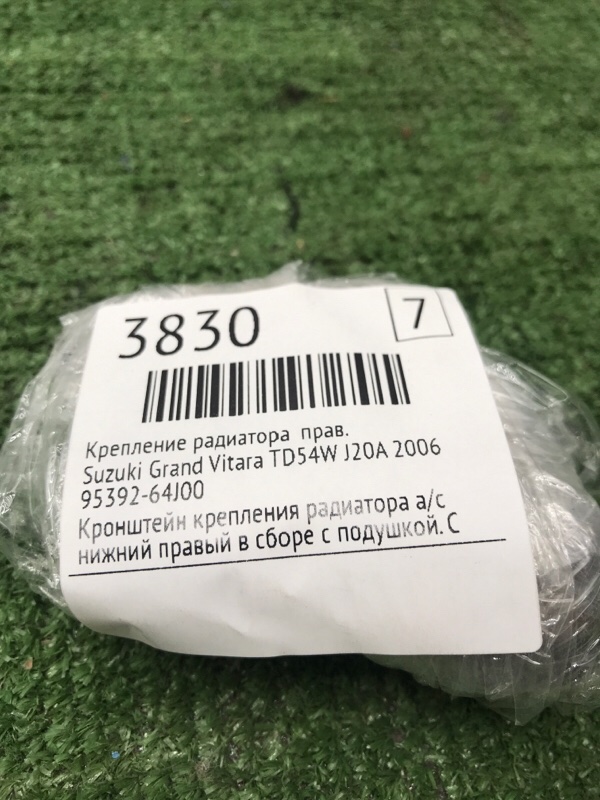 3830
7
Крепление радиатора прав.
Suzuki Grand Vitara TD54W J20A 2006
95392-64J00
Кронштейн крепления радиатора а/с
нижний правый в сборе с подушкой. С